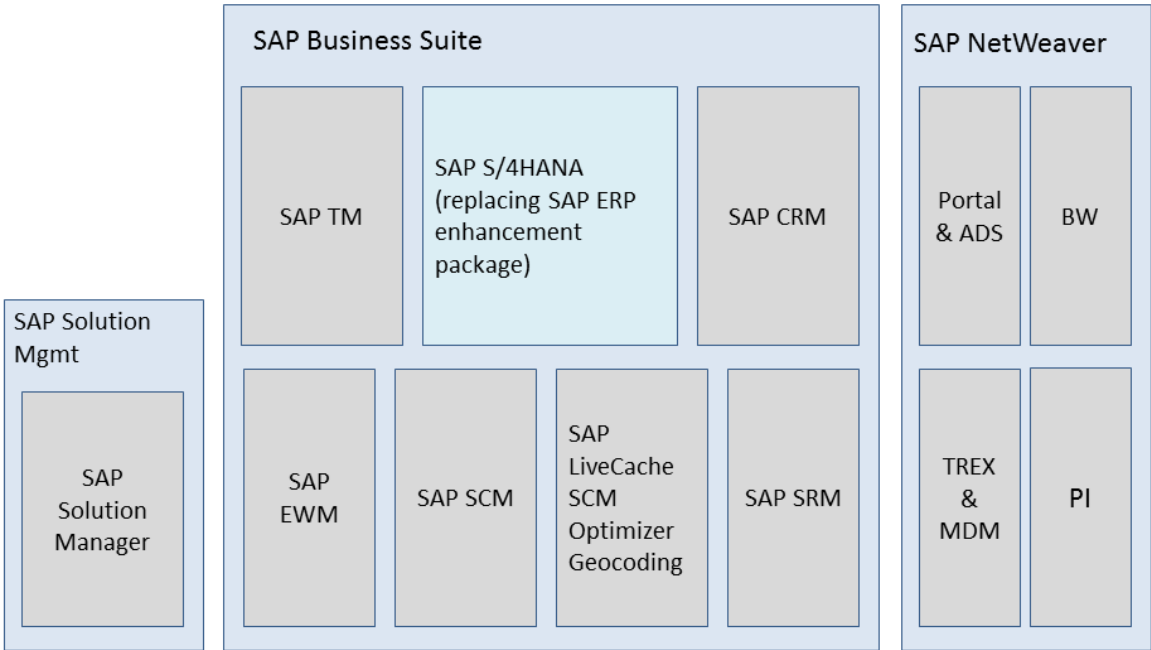 SAP Business Suite
SAP TM
SAP S/4HANA
(replacing SAP ERP
enhancement
package)
SAP CRM
SAP
EWM
SAP SCM
SAP
LiveCache
SCM
Optimizer
Geocoding
SAP SRM
SAP NetWeaver
Portal
& ADS
BW
TREX
&
MDM
PI
SAP Solution
Mgmt
SAP
Solution
Manager